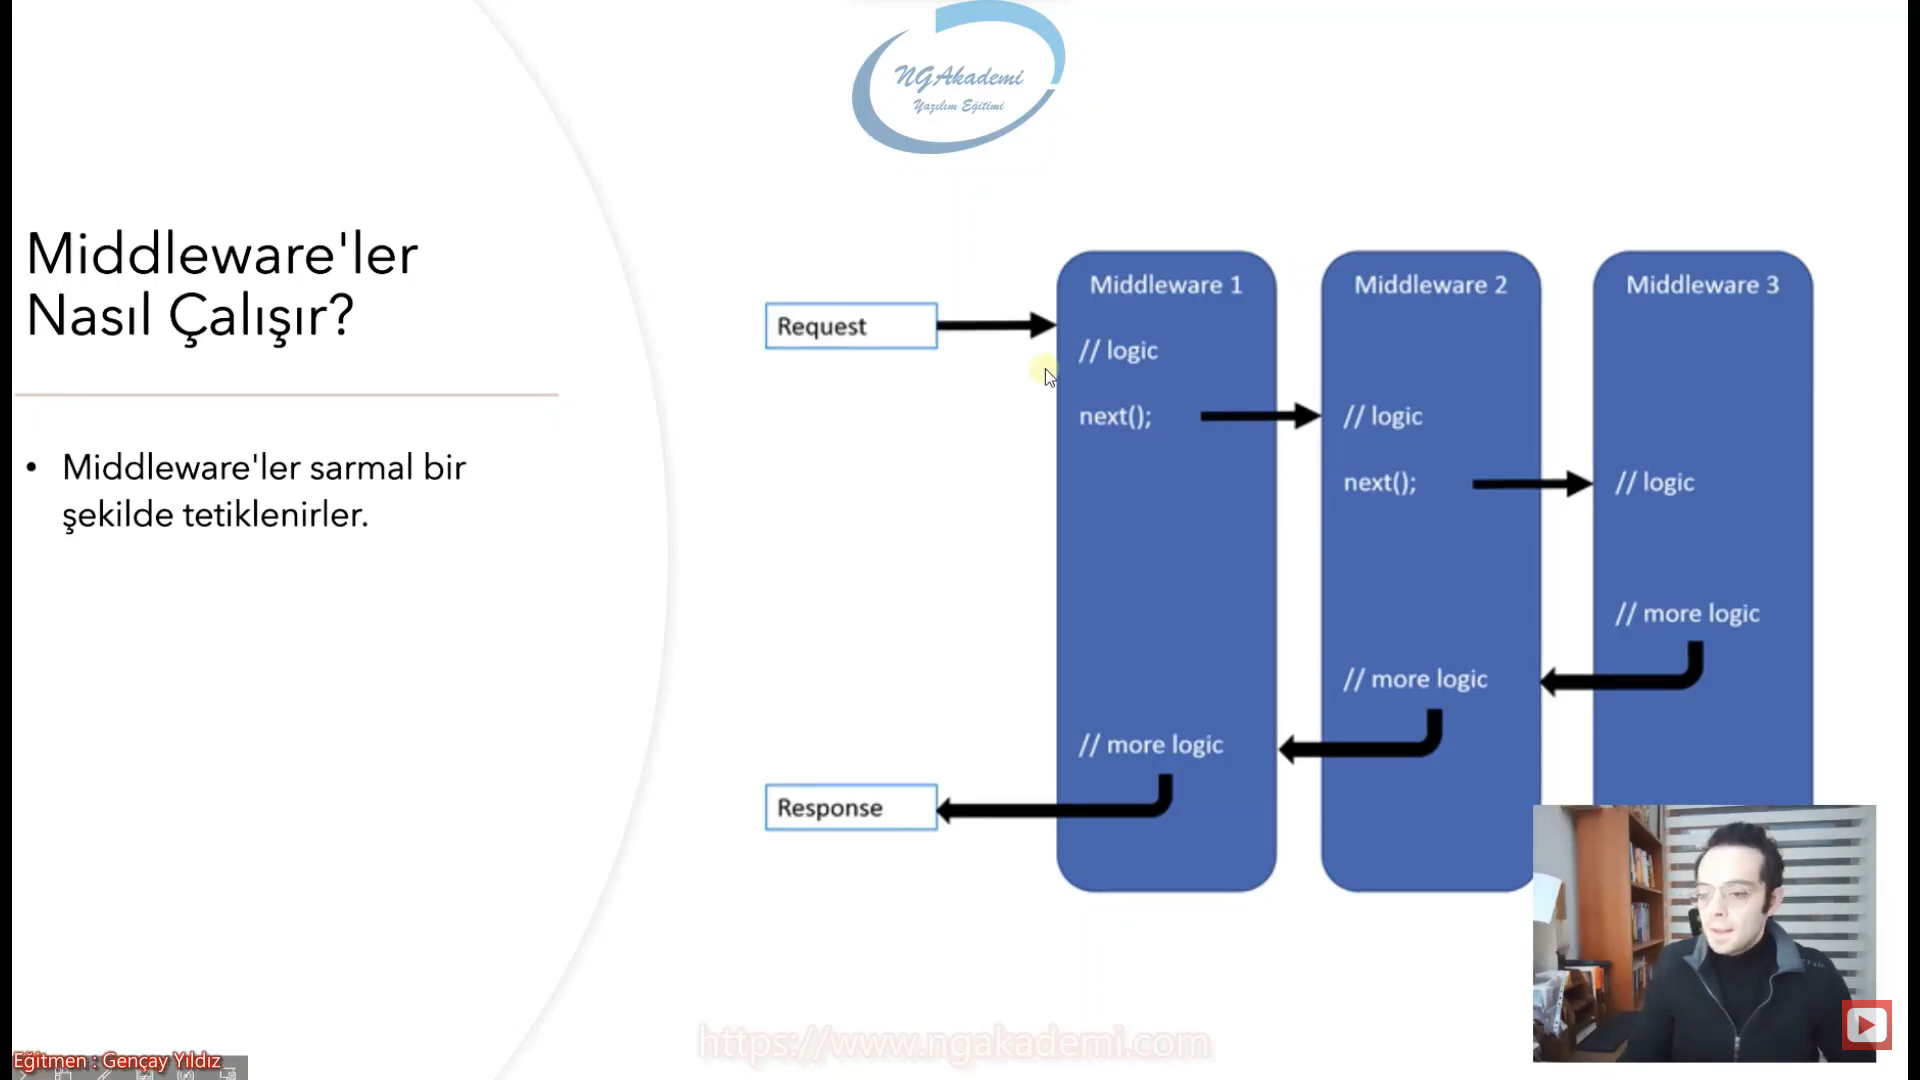 NGAkademi
Yazılım Eğitimi
Middleware'ler
Nasıl Çalışır?
• Middleware'ler sarmal bir
şekilde tetiklenirler.
Request
Middleware 1
// logic
next();
// more logic
Middleware 2
// logic
next();
// more logic
Middleware 3
// logic
// more logic
Response
https://www.ngakademi.com
Eğitmen : Gençay Yıldız